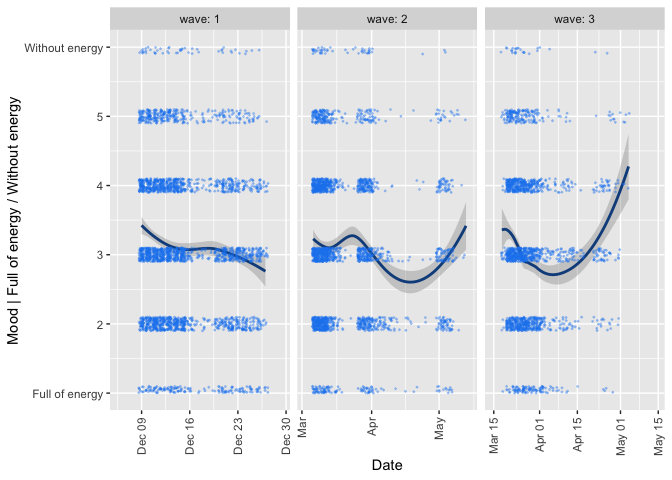 wave: 1
wave: 2
wave: 3
Mood | Full of energy / Without energy
Without energy
5
4
3
2
Full of energy
Dec 09
Dec 16
Dec 23
Dec 30
Mar
Apr
May
Mar 15
Apr 01
Apr 15
May 01
May 15
Date